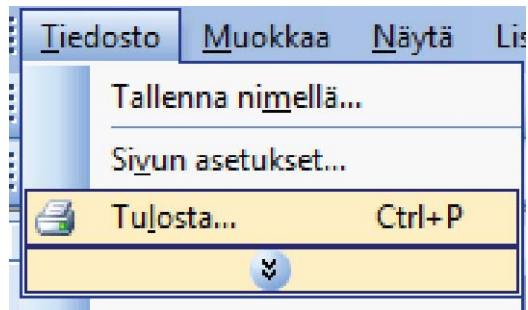 Tiedosto Muokkaa Näytä Lis
Tallenna nimellä...
Sivun asetukset...
Tulosta... Ctrl+P